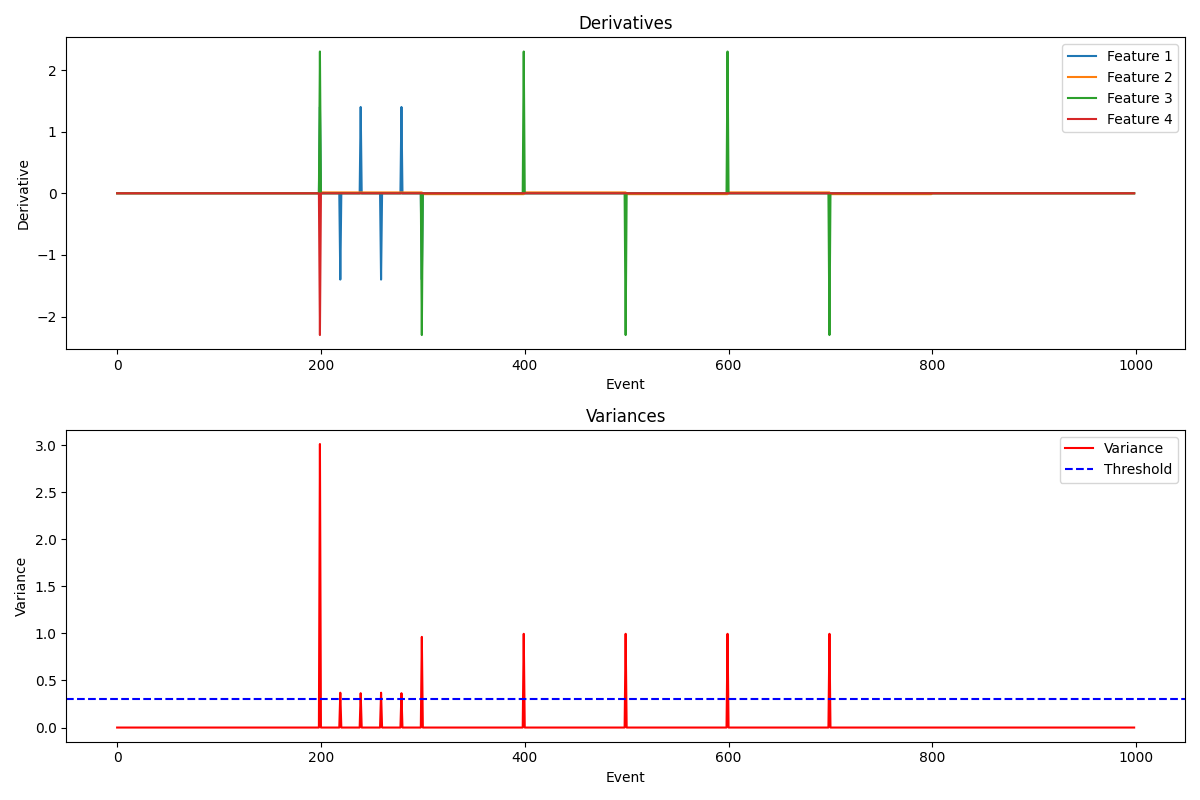 Derivatives
Feature 1
Feature 2
Feature 3
Feature 4
2
1
0
−1
−2
Derivative
0 200 400 600 800 1000
Event
Variances
Variance
Threshold
3.0
2.5
2.0
1.5
1.0
0.5
0.0
Variance
0 200 400 600 800 1000
Event